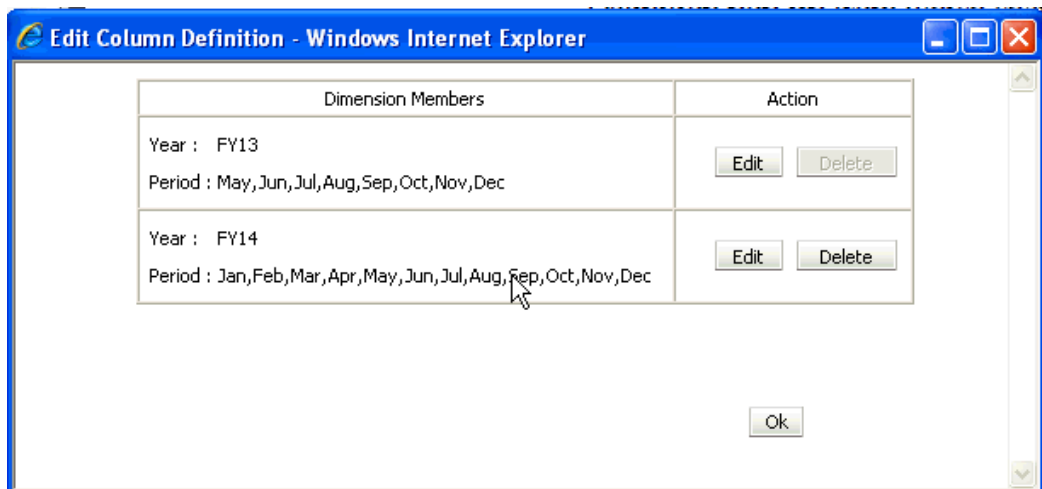 Edit Column Definition - Windows Internet Explorer
Dimension Members
Action
Year : FY13
Period : May,Jun,Jul,Aug,Sep,Oct,Nov,Dec
Edit
Delete
Year : FY14
Period : Jan,Feb,Mar,Apr,May,Jun,Jul,Aug,Sep,Oct,Nov,Dec
Edit
Delete
Ok